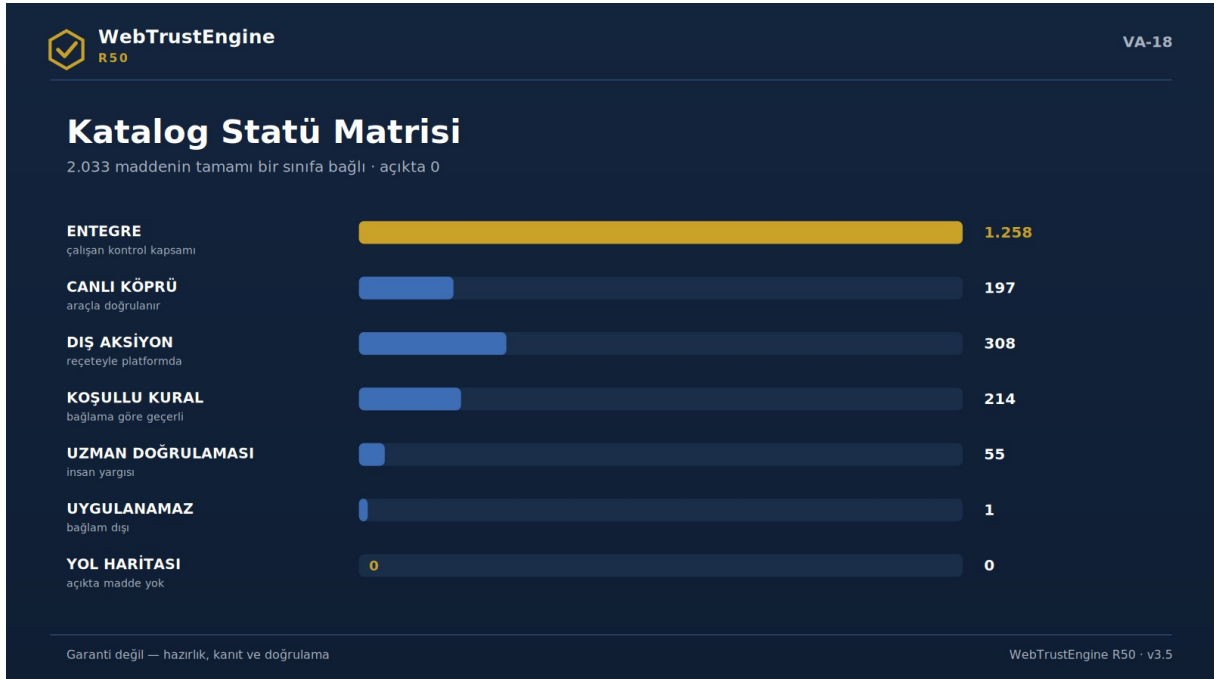 WebTrustEngine
R50
VA-18
Katalog Statü Matrisi
2.033 maddenin tamamı bir sınıfa bağlı · açıkta 0
ENTEGRE
çalışan kontrol kapsamı
1.258
CANLI KÖPRÜ
araçla doğrulanır
197
DIŞ AKSİYON
reçeteyle platformda
308
KOŞULLU KURAL
bağlama göre geçerli
214
UZMAN DOĞRULAMASI
insan yargısı
55
UYGULANAMAZ
bağlam dışı
1
YOL HARİTASI
açıkta madde yok
0
0
Garanti değil — hazırlık, kanıt ve doğrulama
WebTrustEngine R50 · v3.5